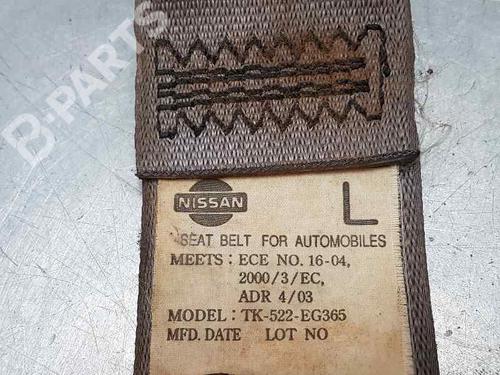 B-PARTS
NISSAN
L
SEAT BELT FOR AUTOMOBILES
MEETS: ECE NO. 16-04,
2000/3/EC,
ADR 4/03
MODEL: TK-522-EG365
MFD. DATE LOT NO
B-PARTS